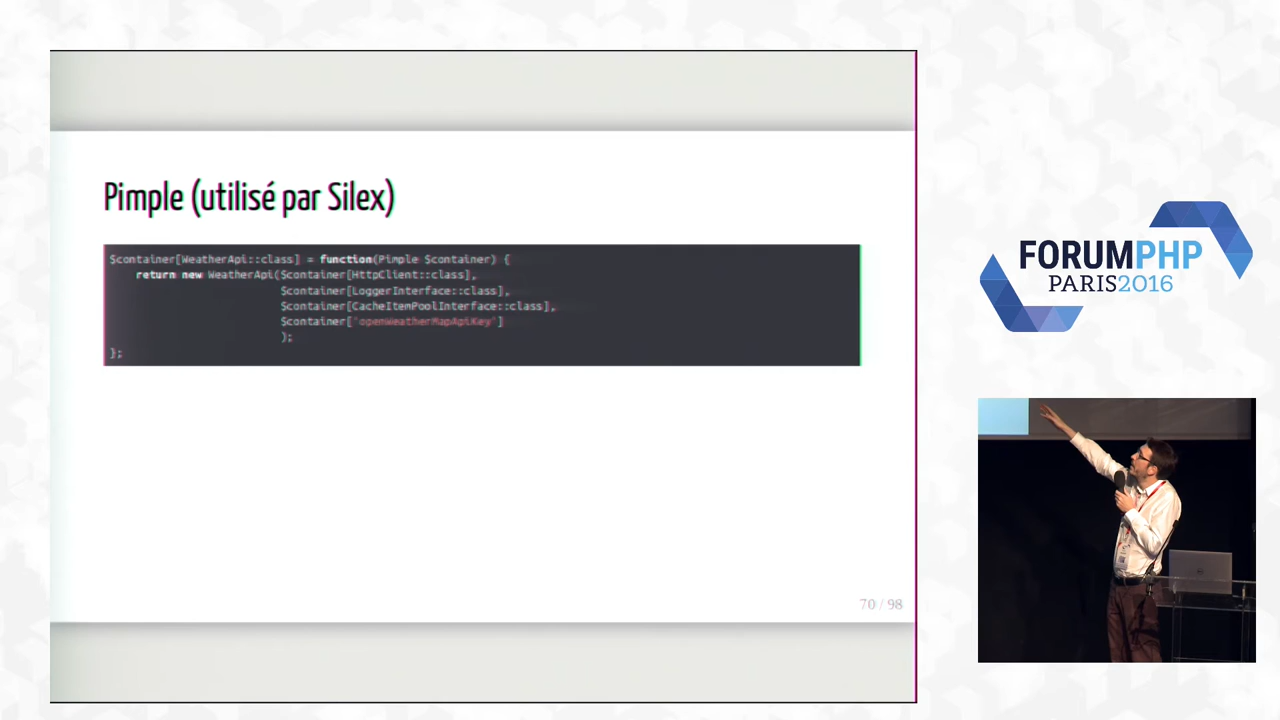 Pimple (utilisé par Silex)
$container[WeatherApi::class] = function(Pimple $container) {
    return new WeatherApi($container[HttpClient::class],
                          $container[LoggerInterface::class],
                          $container[CacheItemPoolInterface::class],
                          $container['openWeatherMapApiKey']
                          );
};
70 / 98
FORUMPHP
PARIS2016